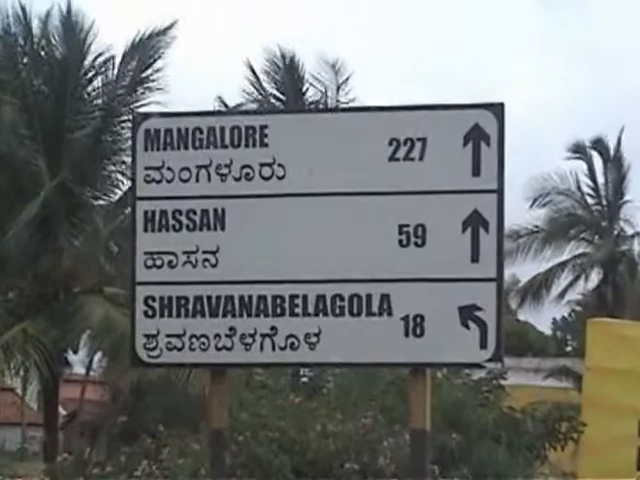 MANGALORE 227
ಮಂಗಳೂರು
HASSAN 59
ಹಾಸನ
SHRAVANABELAGOLA 18
ಶ್ರವಣಬೆಳಗೊಳ